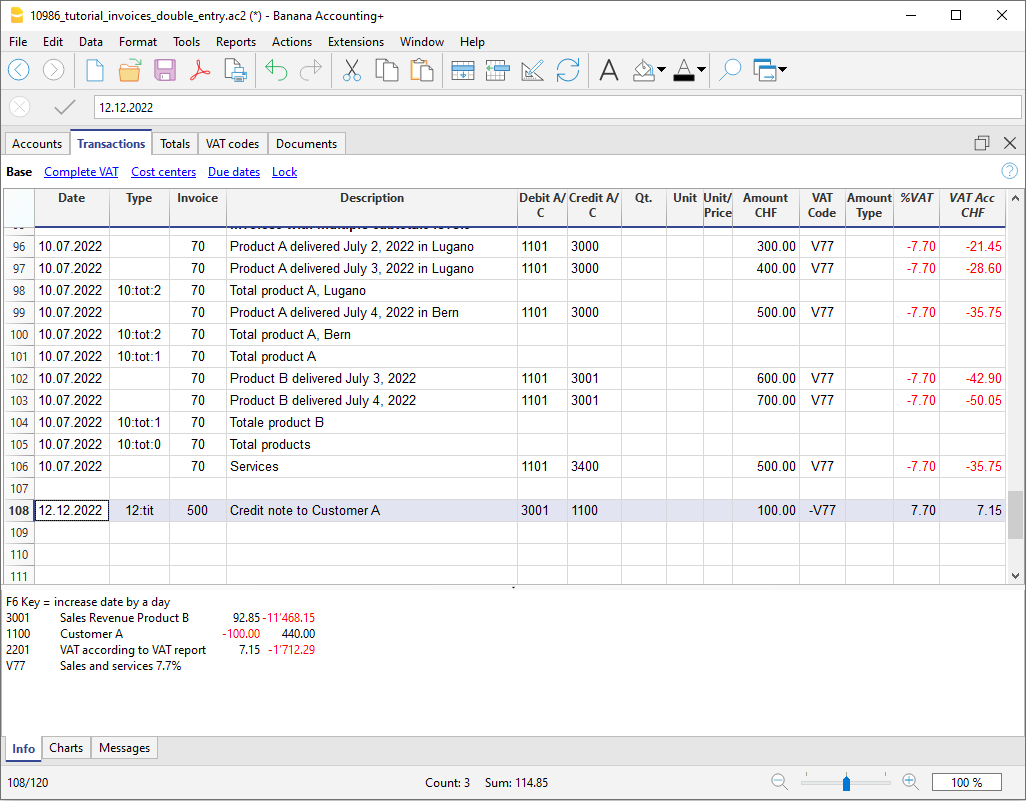 10986_tutorial_invoices_double_entry.ac2 (*) - Banana Accounting+
File Edit Data Format Tools Reports Actions Extensions Window Help
12.12.2022
Accounts Transactions Totals VAT codes Documents
Base Complete VAT Cost centers Due dates Lock
Date Type Invoice Description Debit A/C Credit A/C Qt. Unit Unit/Price Amount CHF VAT Code Amount Type %VAT VAT Acc CHF
96 10.07.2022 70 Product A delivered July 2, 2022 in Lugano 1101 3000 300.00 V77 -7.70 -21.45
97 10.07.2022 70 Product A delivered July 3, 2022 in Lugano 1101 3000 400.00 V77 -7.70 -28.60
98 10.07.2022 10:tot:2 70 Total product A, Lugano
99 10.07.2022 70 Product A delivered July 4, 2022 in Bern 1101 3000 500.00 V77 -7.70 -35.75
100 10.07.2022 10:tot:2 70 Total product A, Bern
101 10.07.2022 10:tot:1 70 Total product A
102 10.07.2022 70 Product B delivered July 3, 2022 1101 3001 600.00 V77 -7.70 -42.90
103 10.07.2022 70 Product B delivered July 4, 2022 1101 3001 700.00 V77 -7.70 -50.05
104 10.07.2022 10:tot:1 70 Totale product B
105 10.07.2022 10:tot:0 70 Total products
106 10.07.2022 70 Services 1101 3400 500.00 V77 -7.70 -35.75
107
108 12.12.2022 12:tit 500 Credit note to Customer A 3001 1100 100.00 -V77 7.70 7.15
109
110
111
F6 Key = increase date by a day
3001 Sales Revenue Product B 92.85 -11'468.15
1100 Customer A -100.00 440.00
2201 VAT according to VAT report 7.15 -1'712.29
V77 Sales and services 7.7%
Info Charts Messages
108/120 Count: 3 Sum: 114.85 100 %